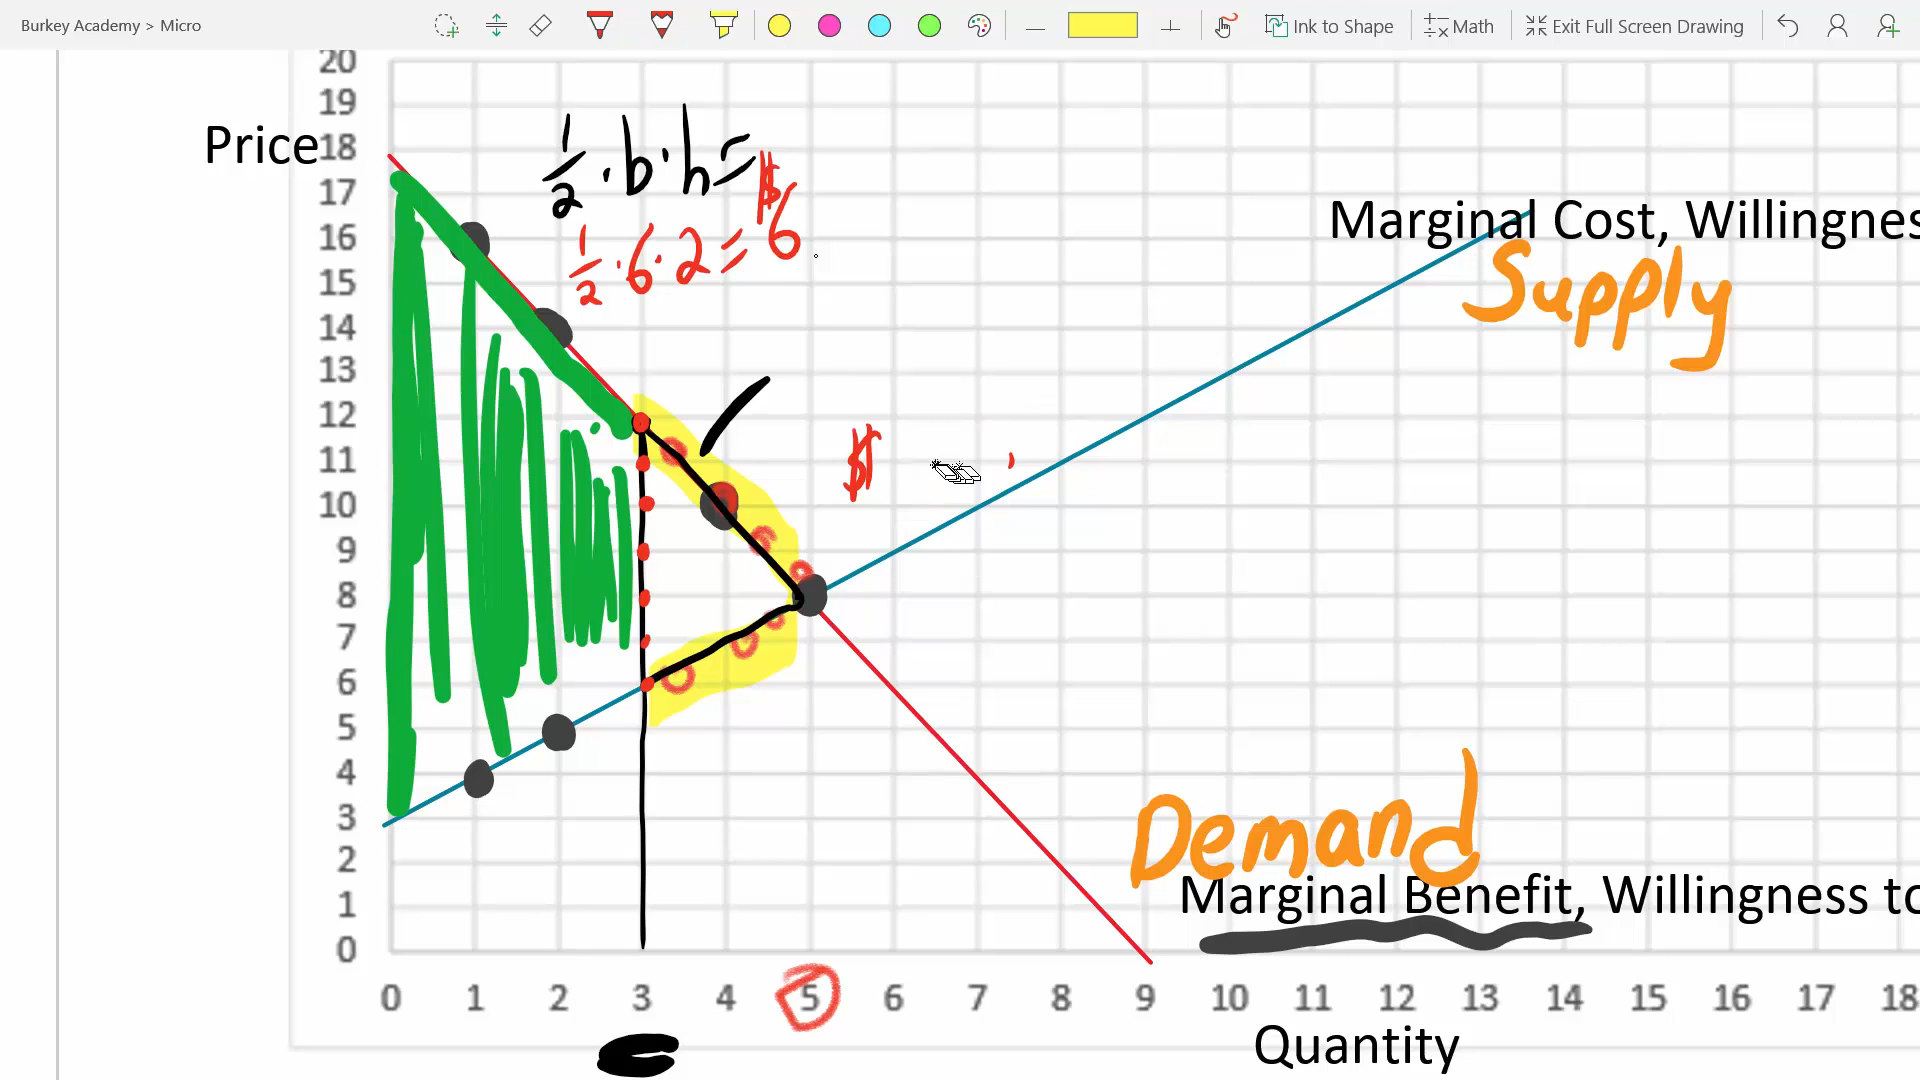 Burkey Academy > Micro
Ink to Shape
Math
Exit Full Screen Drawing
Price
20
19
18
17
16
15
14
13
12
11
10
9
8
7
6
5
4
3
2
1
0
1/2 · b · h =
1/2 · 6 · 2 = $6
$
Marginal Cost, Willingnes
Supply
Demand
Marginal Benefit, Willingness to
0 1 2 3 4 5 6 7 8 9 10 11 12 13 14 15 16 17 18
Quantity